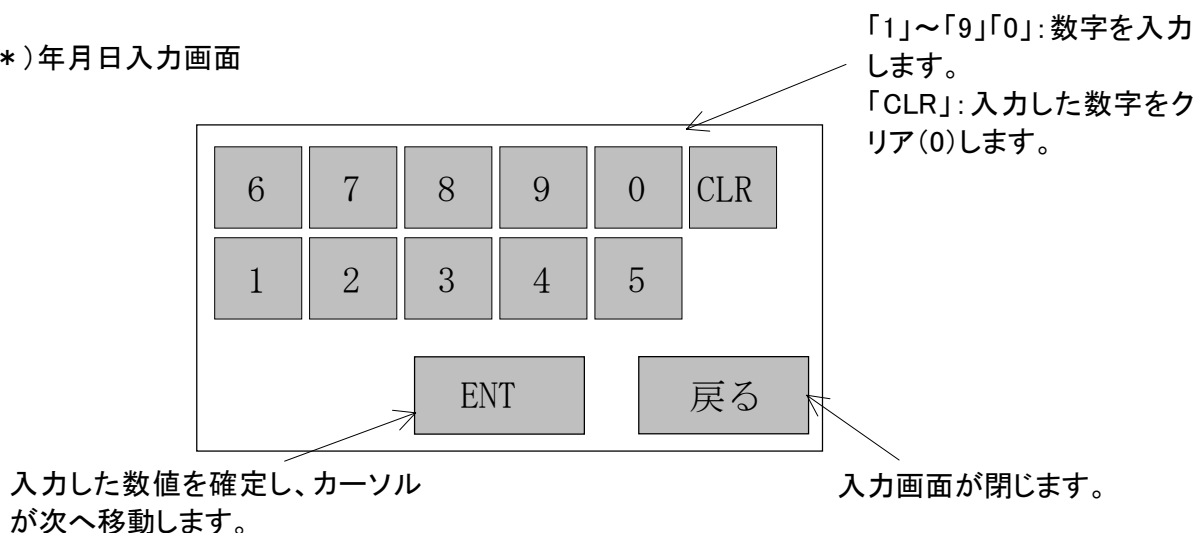 「1」～「9」「0」：数字を入力
します。
「CLR」：入力した数字をク
リア（0）します。
*）年月日入力画面
6 7 8 9 0 CLR
1 2 3 4 5
ENT 戻る
入力した数値を確定し、カーソル
が次へ移動します。
入力画面が閉じます。